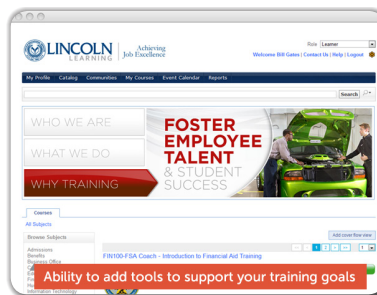 Role Learner
LINCOLN
LEARNING
Achieving
Job Excellence
Welcome Bill Gates | Contact Us | Help | Logout
My Profile Catalog Communities My Courses Event Calendar Reports
Search
WHO WE ARE
WHAT WE DO
WHY TRAINING
FOSTER
EMPLOYEE
TALENT
& STUDENT
SUCCESS
Courses
All Subjects
Browse Subjects
Add cover flow view
Admissions
Benefits
Business Office
1 2
1
FIN100-FSA Coach - Introduction to Financial Aid Training
Ability to add tools to support your training goals
Information Technology